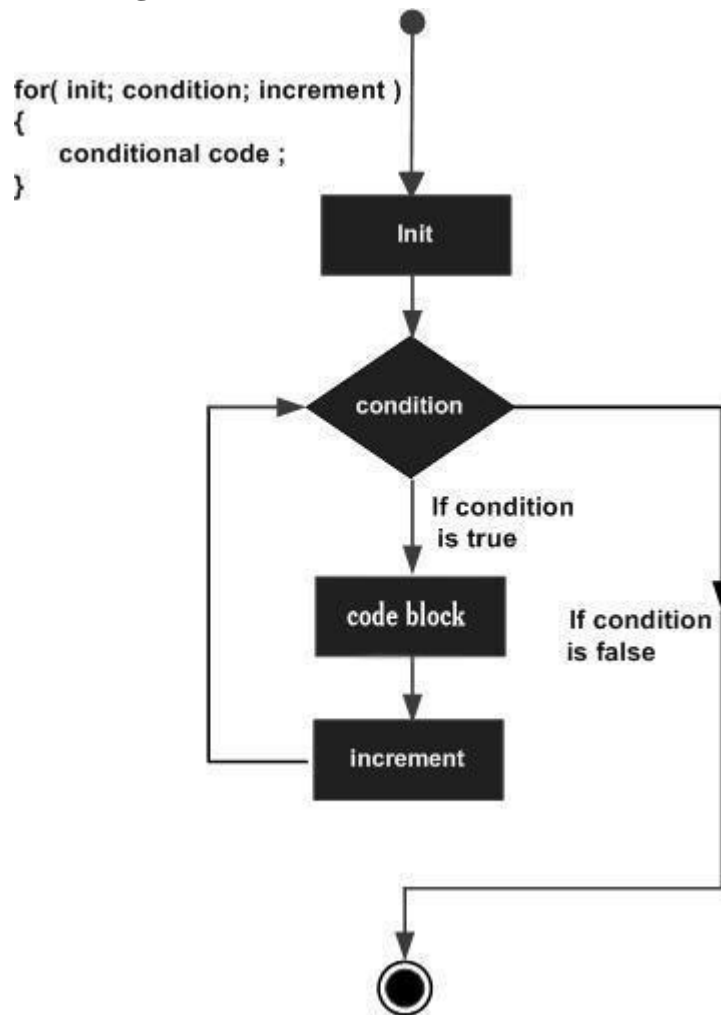 for( init; condition; increment )
{
conditional code ;
}
Init
condition
If condition
is true
code block
If condition
is false
increment